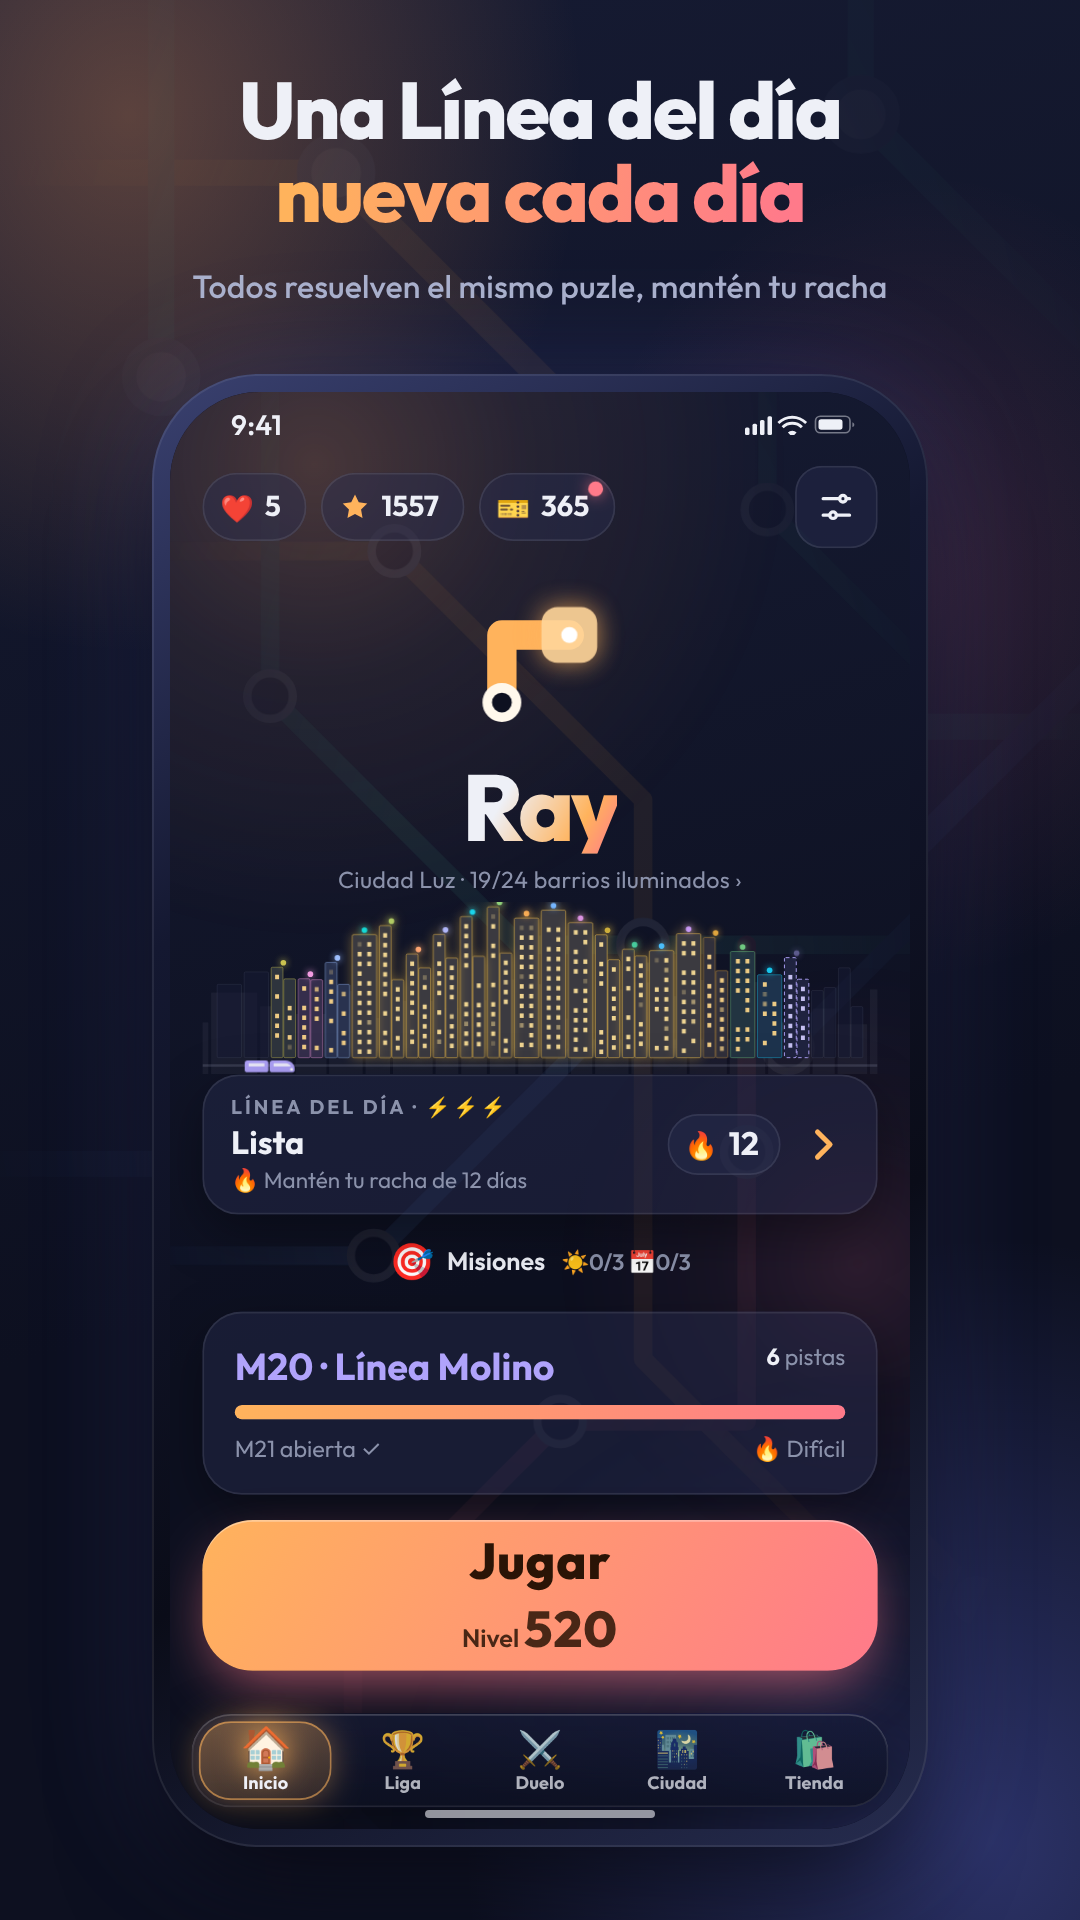 Una Línea del día
nueva cada día
Todos resuelven el mismo puzle, mantén tu racha
9:41
❤️ 5 ⭐ 1557 🎫 365
Ray
Ciudad Luz · 19/24 barrios iluminados ›
LÍNEA DEL DÍA · ⚡⚡⚡
Lista
🔥 12
🔥 Mantén tu racha de 12 días
🎯 Misiones ☀️0/3 📅0/3
M20 · Línea Molino
6 pistas
M21 abierta ✓
🔥 Difícil
Jugar
Nivel 520
Inicio Liga Duelo Ciudad Tienda